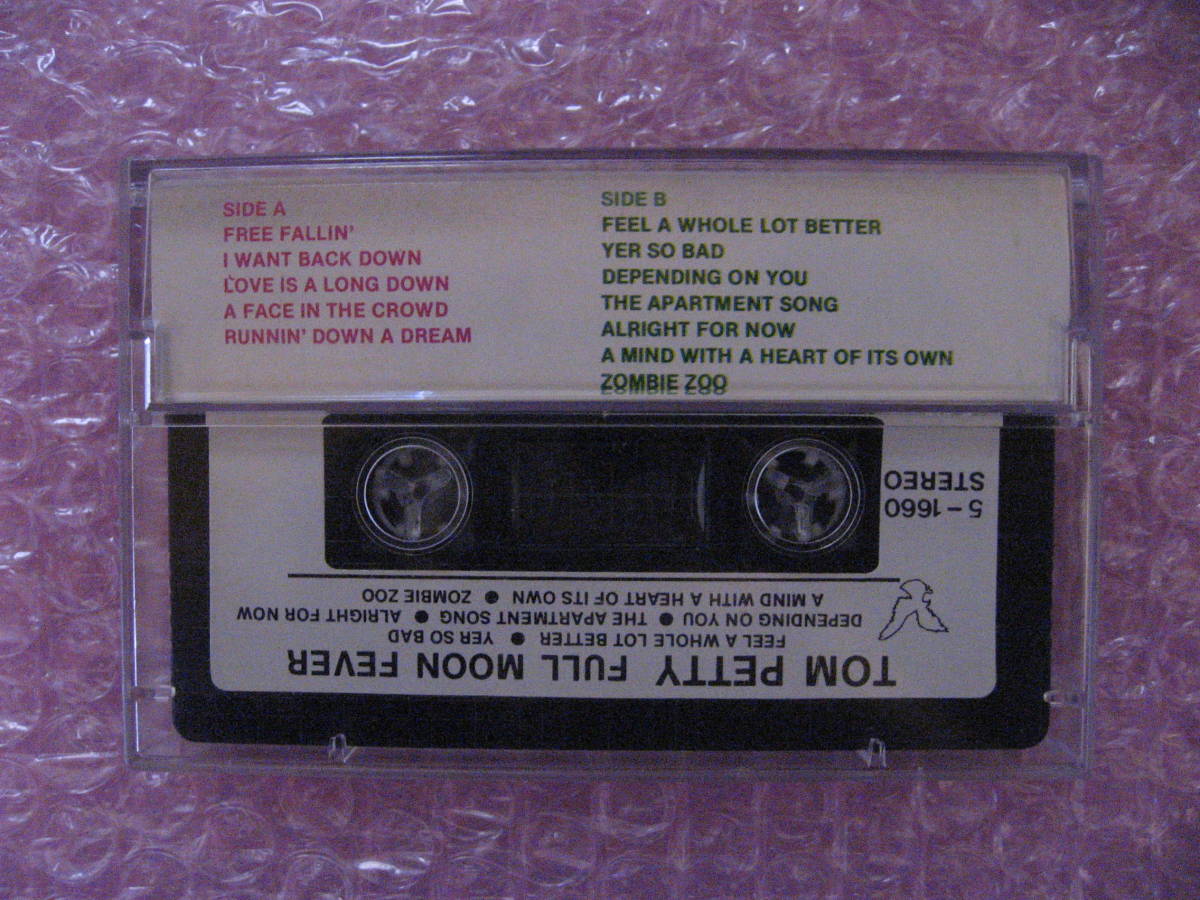 SIDE A
FREE FALLIN'
I WANT BACK DOWN
LOVE IS A LONG DOWN
A FACE IN THE CROWD
RUNNIN' DOWN A DREAM
SIDE B
FEEL A WHOLE LOT BETTER
YER SO BAD
DEPENDING ON YOU
THE APARTMENT SONG
ALRIGHT FOR NOW
A MIND WITH A HEART OF ITS OWN
ZOMBIE ZOO
TOM PETTY FULL MOON FEVER
FEEL A WHOLE LOT BETTER ● YER SO BAD
DEPENDING ON YOU ● THE APARTMENT SONG ● ALRIGHT FOR NOW
A MIND WITH A HEART OF ITS OWN ● ZOMBIE ZOO
5-1660
STEREO